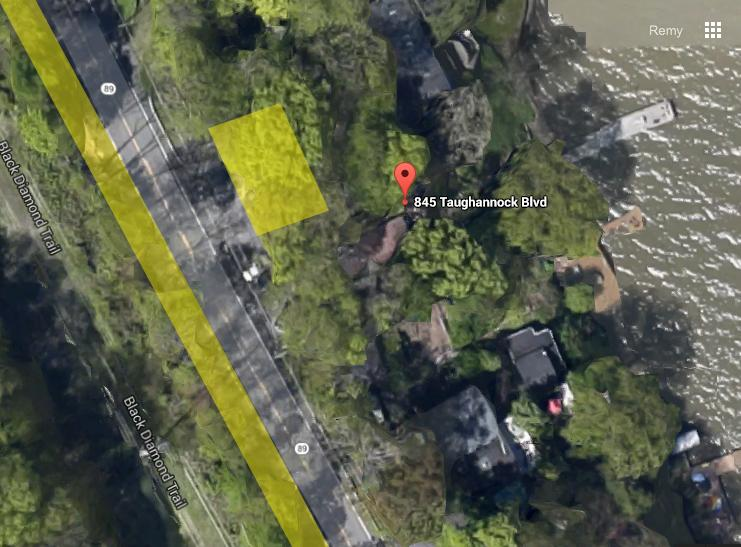 Remy
89
Black Diamond Trail
845 Taughannock Blvd
Black Diamond Trail
89